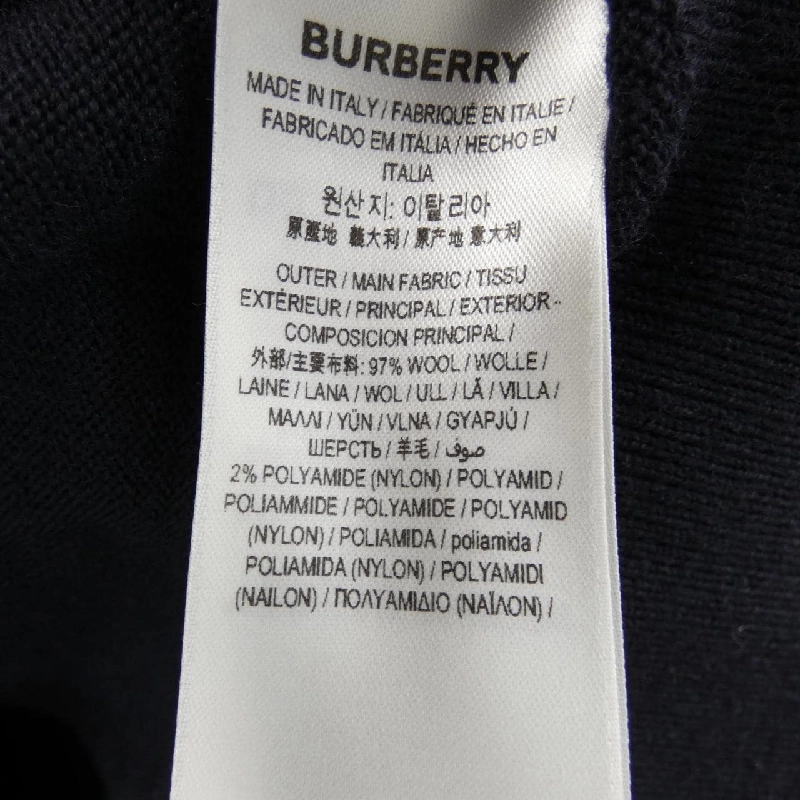 BURBERRY
MADE IN ITALY / FABRIQUÉ EN ITALIE /
FABRICADO EM ITÁLIA / HECHO EN
ITALIA
원산지: 이탈리아
原產地 義大利 / 原产地 意大利
OUTER / MAIN FABRIC / TISSU
EXTÉRIEUR / PRINCIPAL / EXTERIOR -
COMPOSICION PRINCIPAL /
外部/主要布料: 97% WOOL / WOLLE /
LAINE / LANA / WOL / ULL / LÃ / VILLA /
ΜΑΛΛΙ / YÜN / VLNA / GYAPJÚ /
ШЕРСТЬ / 羊毛 / صوف
2% POLYAMIDE (NYLON) / POLYAMID /
POLIAMMIDE / POLYAMIDE / POLYAMID
(NYLON) / POLIAMIDA / poliamida /
POLIAMIDA (NYLON) / POLYAMIDI
(NAILON) / ΠΟΛΥΑΜΙΔΙΟ (ΝΑΪΛΟΝ) /